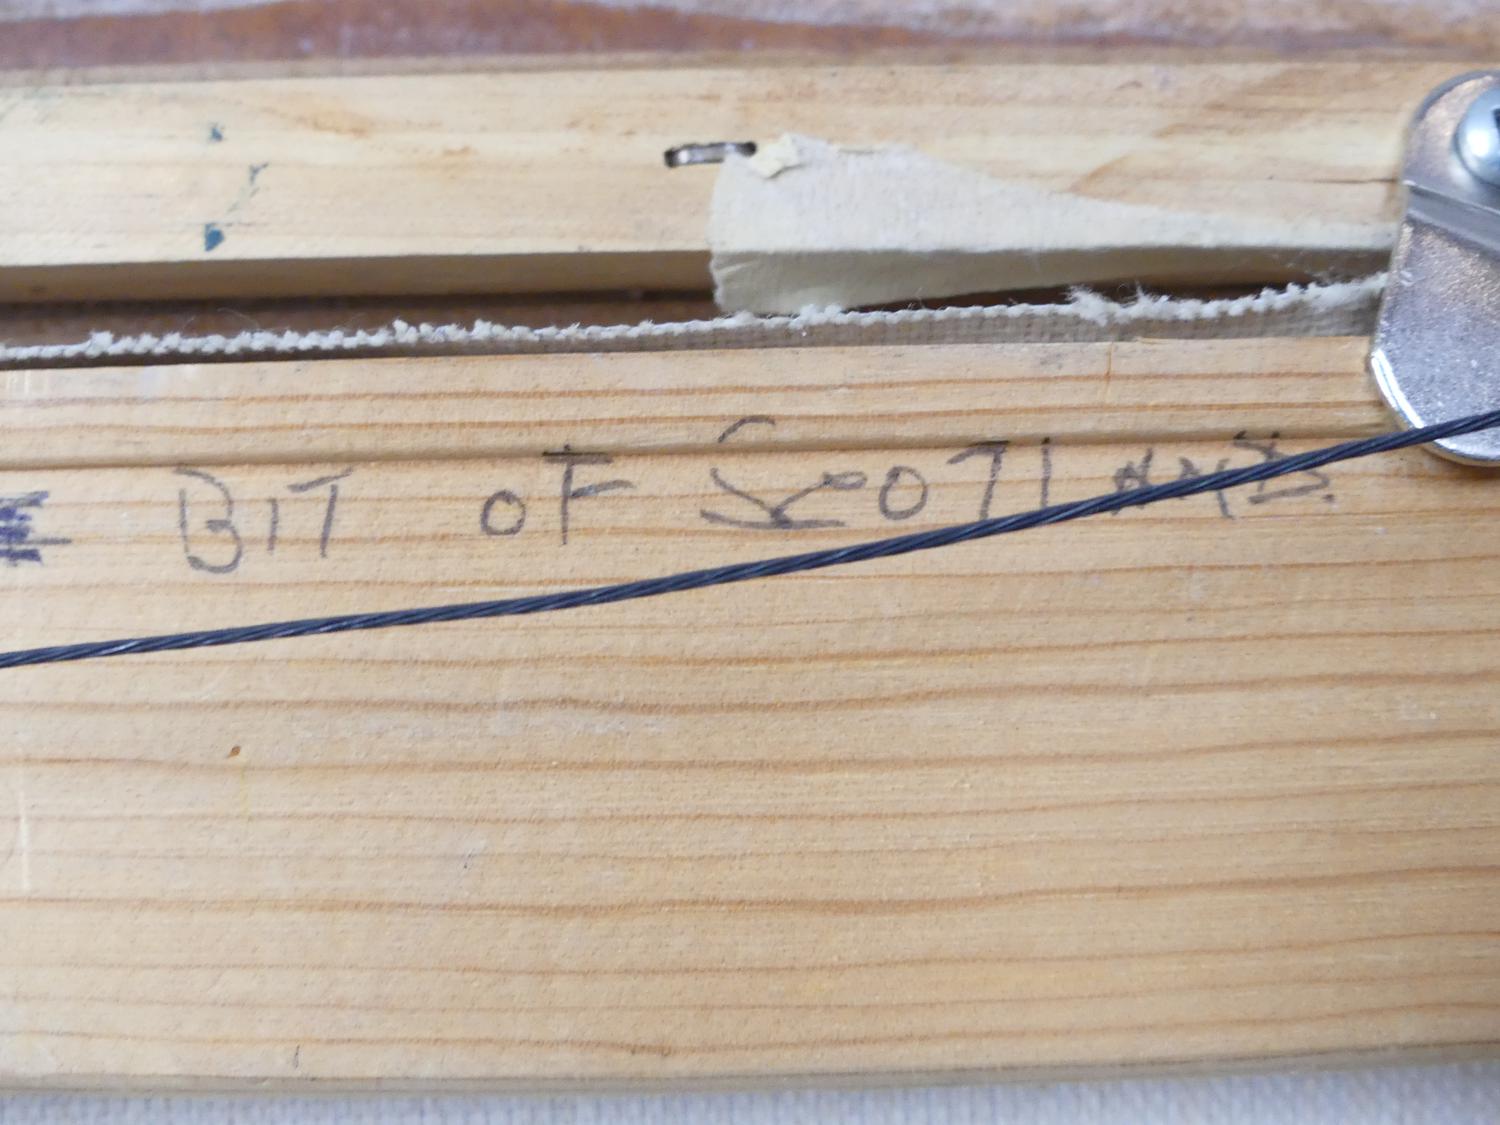 BIT OF SCOTLAND.